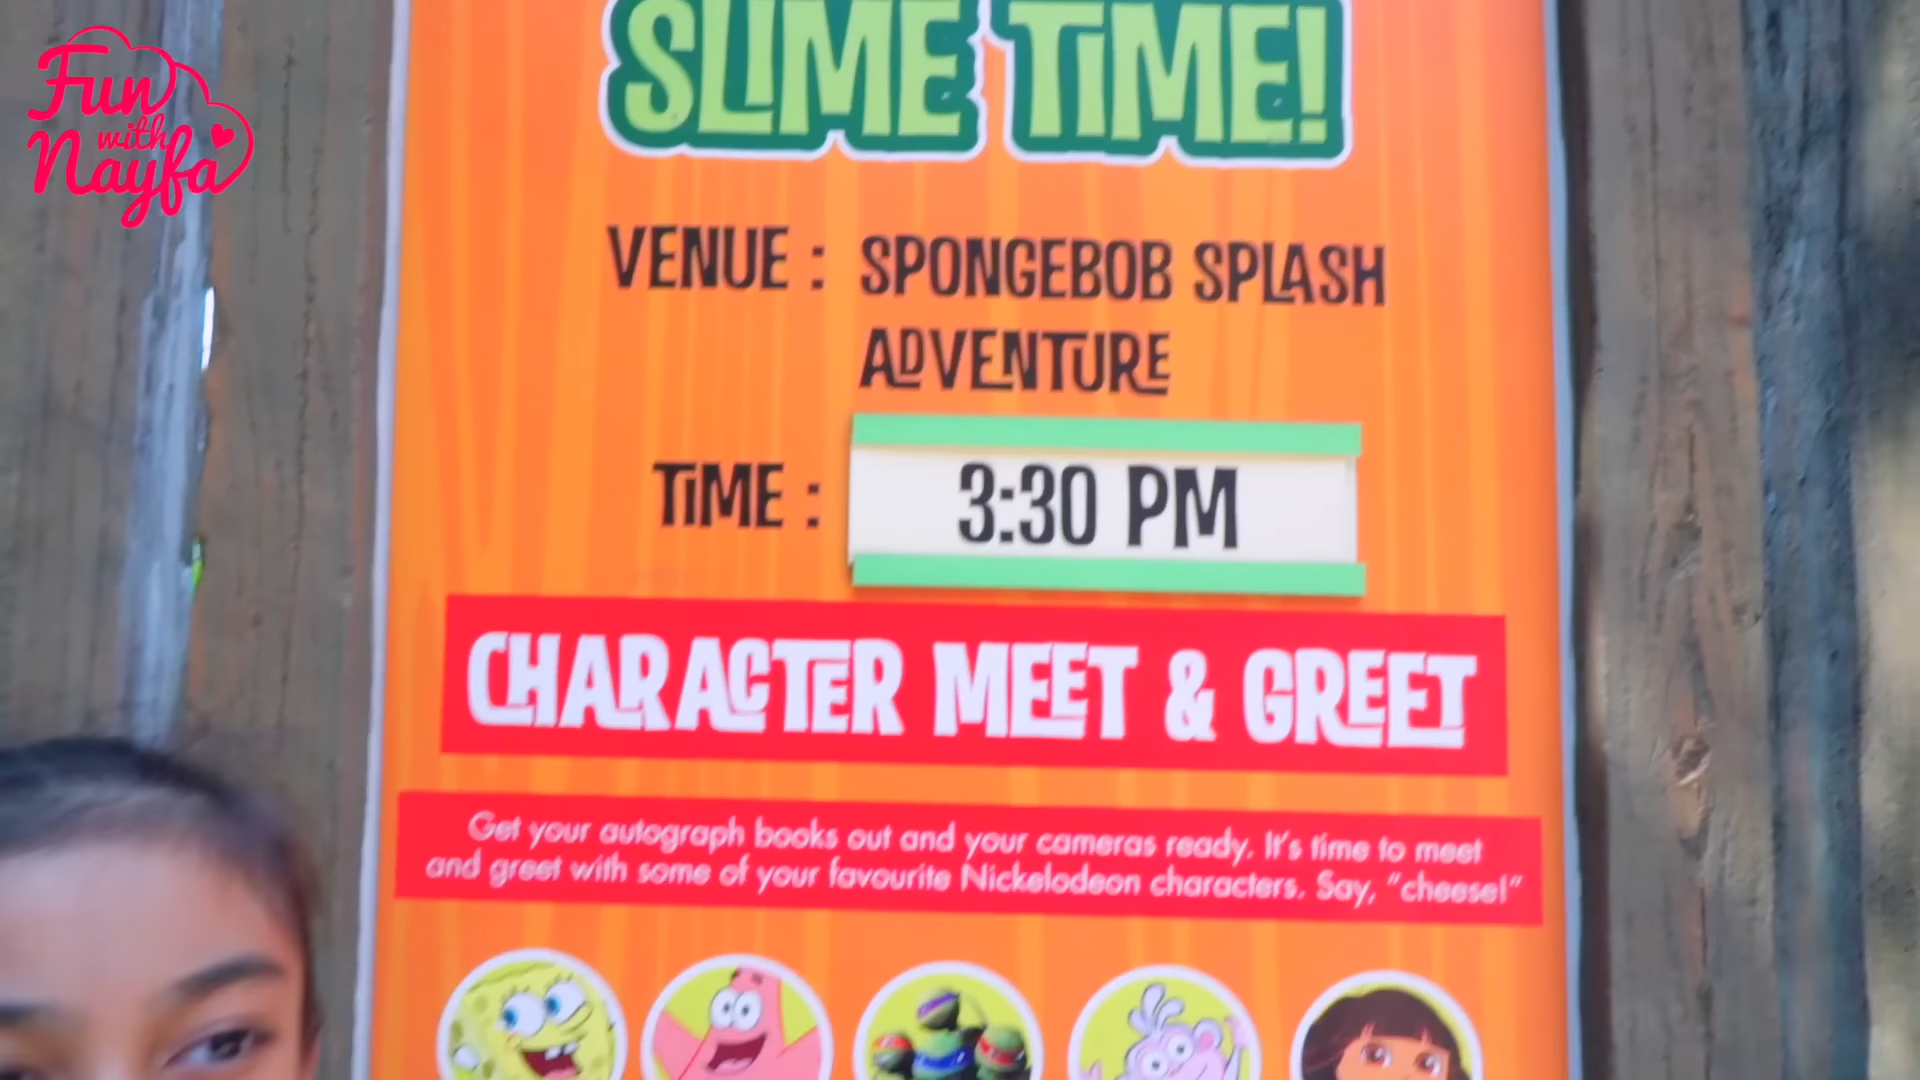 Fun
with
Nayfa
SLIME TIME!
VENUE : SPONGEBOB SPLASH
ADVENTURE
TIME : 3:30 PM
CHARACTER MEET & GREET
Get your autograph books out and your cameras ready. It's time to meet
and greet with some of your favourite Nickelodeon characters. Say, "cheese!"